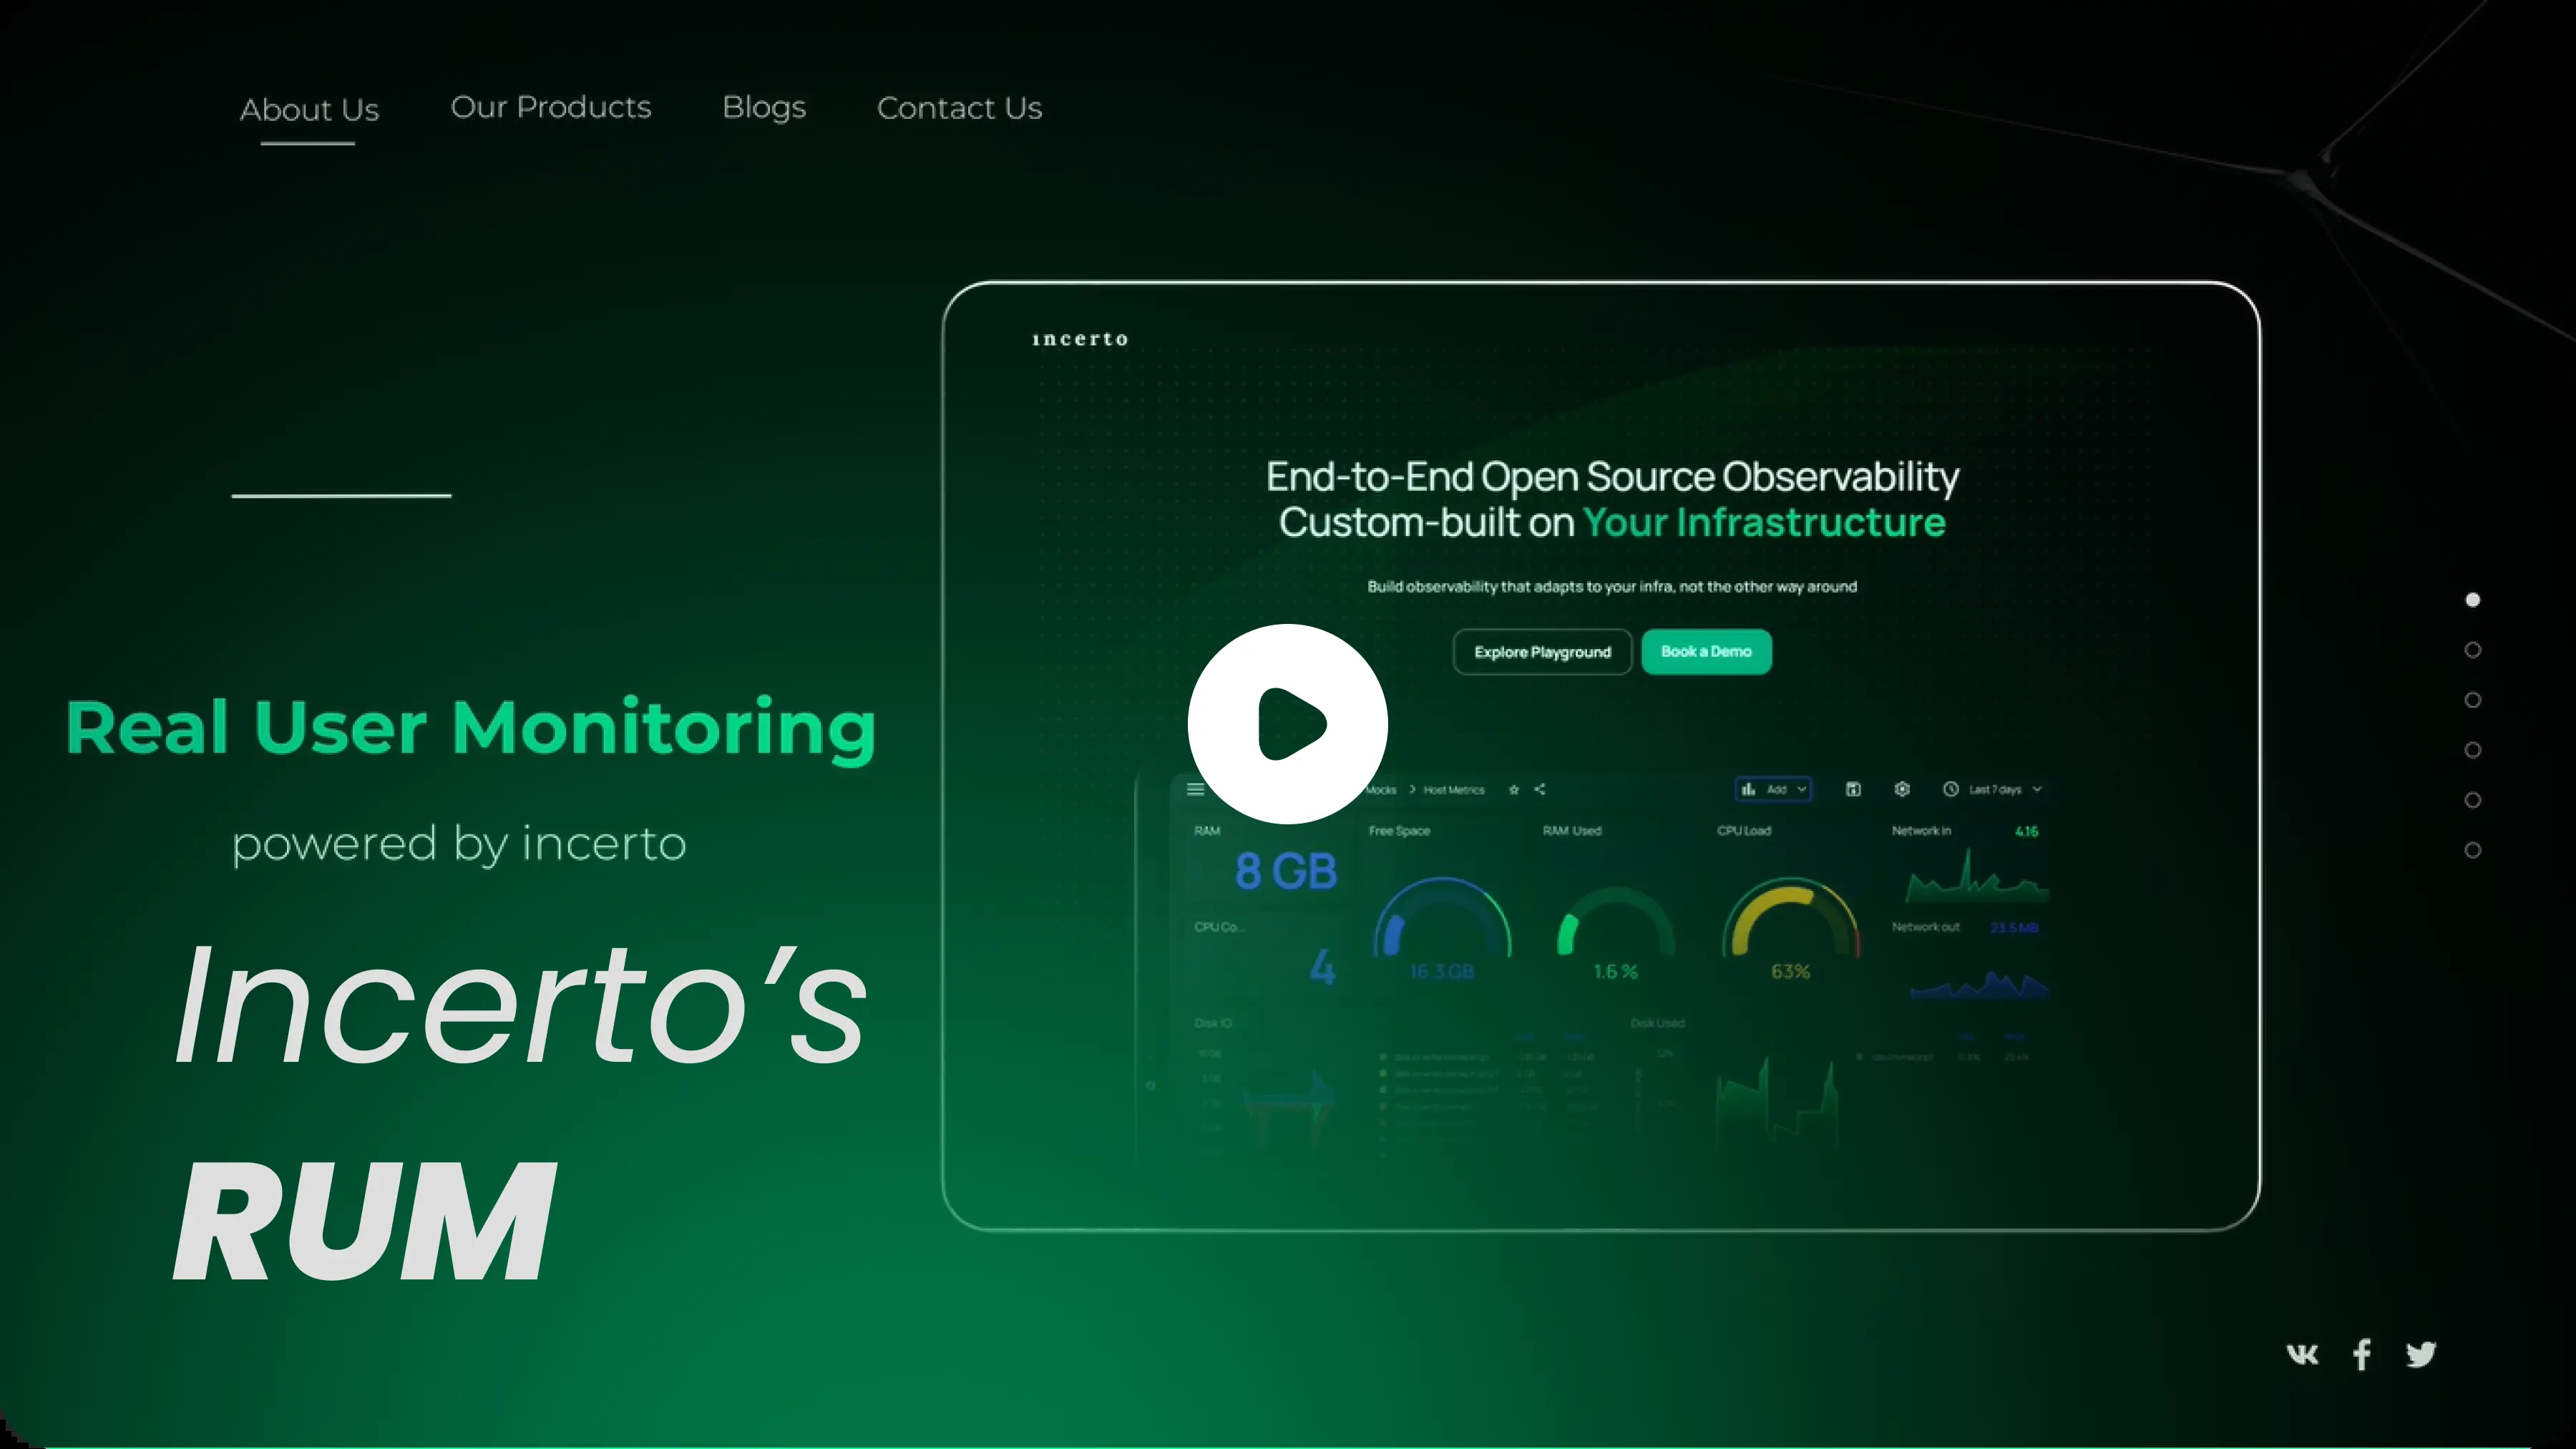 About Us
Our Products
Blogs
Contact Us
incerto
End-to-End Open Source Observability
Custom-built on Your Infrastructure
Build observability that adapts to your infra, not the other way around
Explore Playground
Book a Demo
Real User Monitoring
powered by incerto
Incerto’s
RUM
Mocks > Host Metrics
Add
Last 7 days
RAM
8 GB
Free Space
16.3 GB
RAM Used
1.6 %
CPU Load
63%
Network in
4.16
CPU Co...
4
Network out
23.5 MB
Disk IO
Disk Used